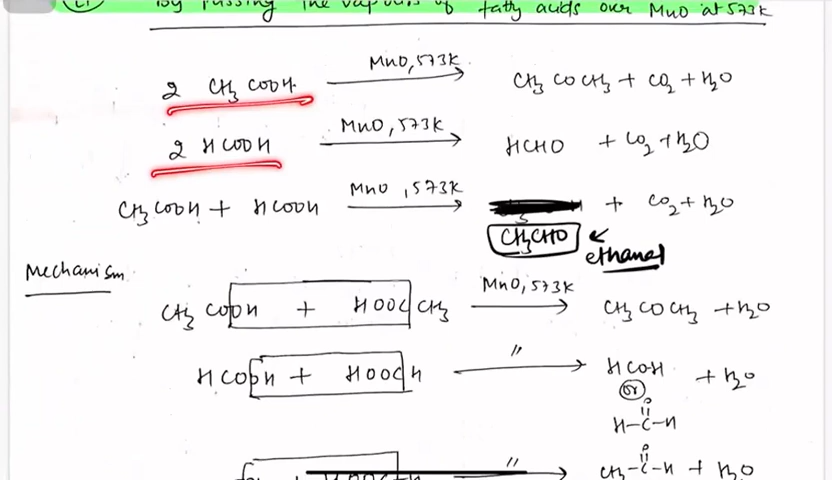 By passing the vapours of fatty acids over MnO at 573K
2 CH3COOH MnO, 573K CH3COCH3 + CO2 + H2O
2 HCOOH MnO, 573K HCHO + CO2 + H2O
CH3COOH + HCOOH MnO, 573K + CO2 + H2O
CH3CHO
ethanal
Mechanism
CH3COOH + HOOCCH3 MnO, 573K CH3COCH3 + H2O
HCOOH + HOOCH " HCOH + H2O
or
O
H-C-H
O
" CH3-C-H + H2O